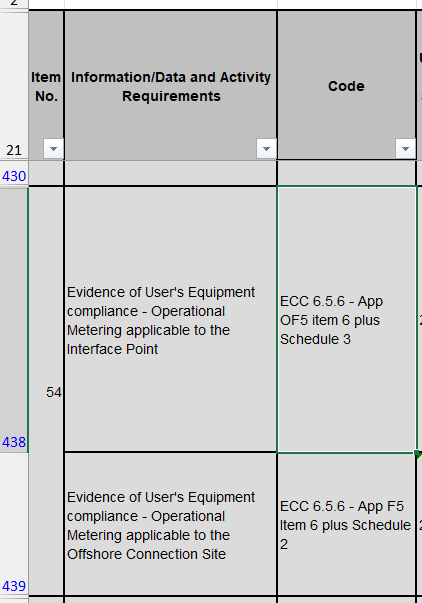 2
Item No.
Information/Data and Activity
Requirements
Code
21
430
Evidence of User's Equipment
compliance - Operational
Metering applicable to the
Interface Point
ECC 6.5.6 - App
OF5 item 6 plus
Schedule 3
54
438
Evidence of User's Equipment
compliance - Operational
Metering applicable to the
Offshore Connection Site
ECC 6.5.6 - App F5
Item 6 plus Schedule
2
439